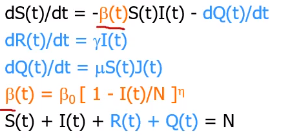 dS(t)/dt = -β(t)S(t)I(t) - dQ(t)/dt
dR(t)/dt = γI(t)
dQ(t)/dt = μS(t)J(t)
β(t) = β₀ [ 1 - I(t)/N ]^η
S(t) + I(t) + R(t) + Q(t) = N